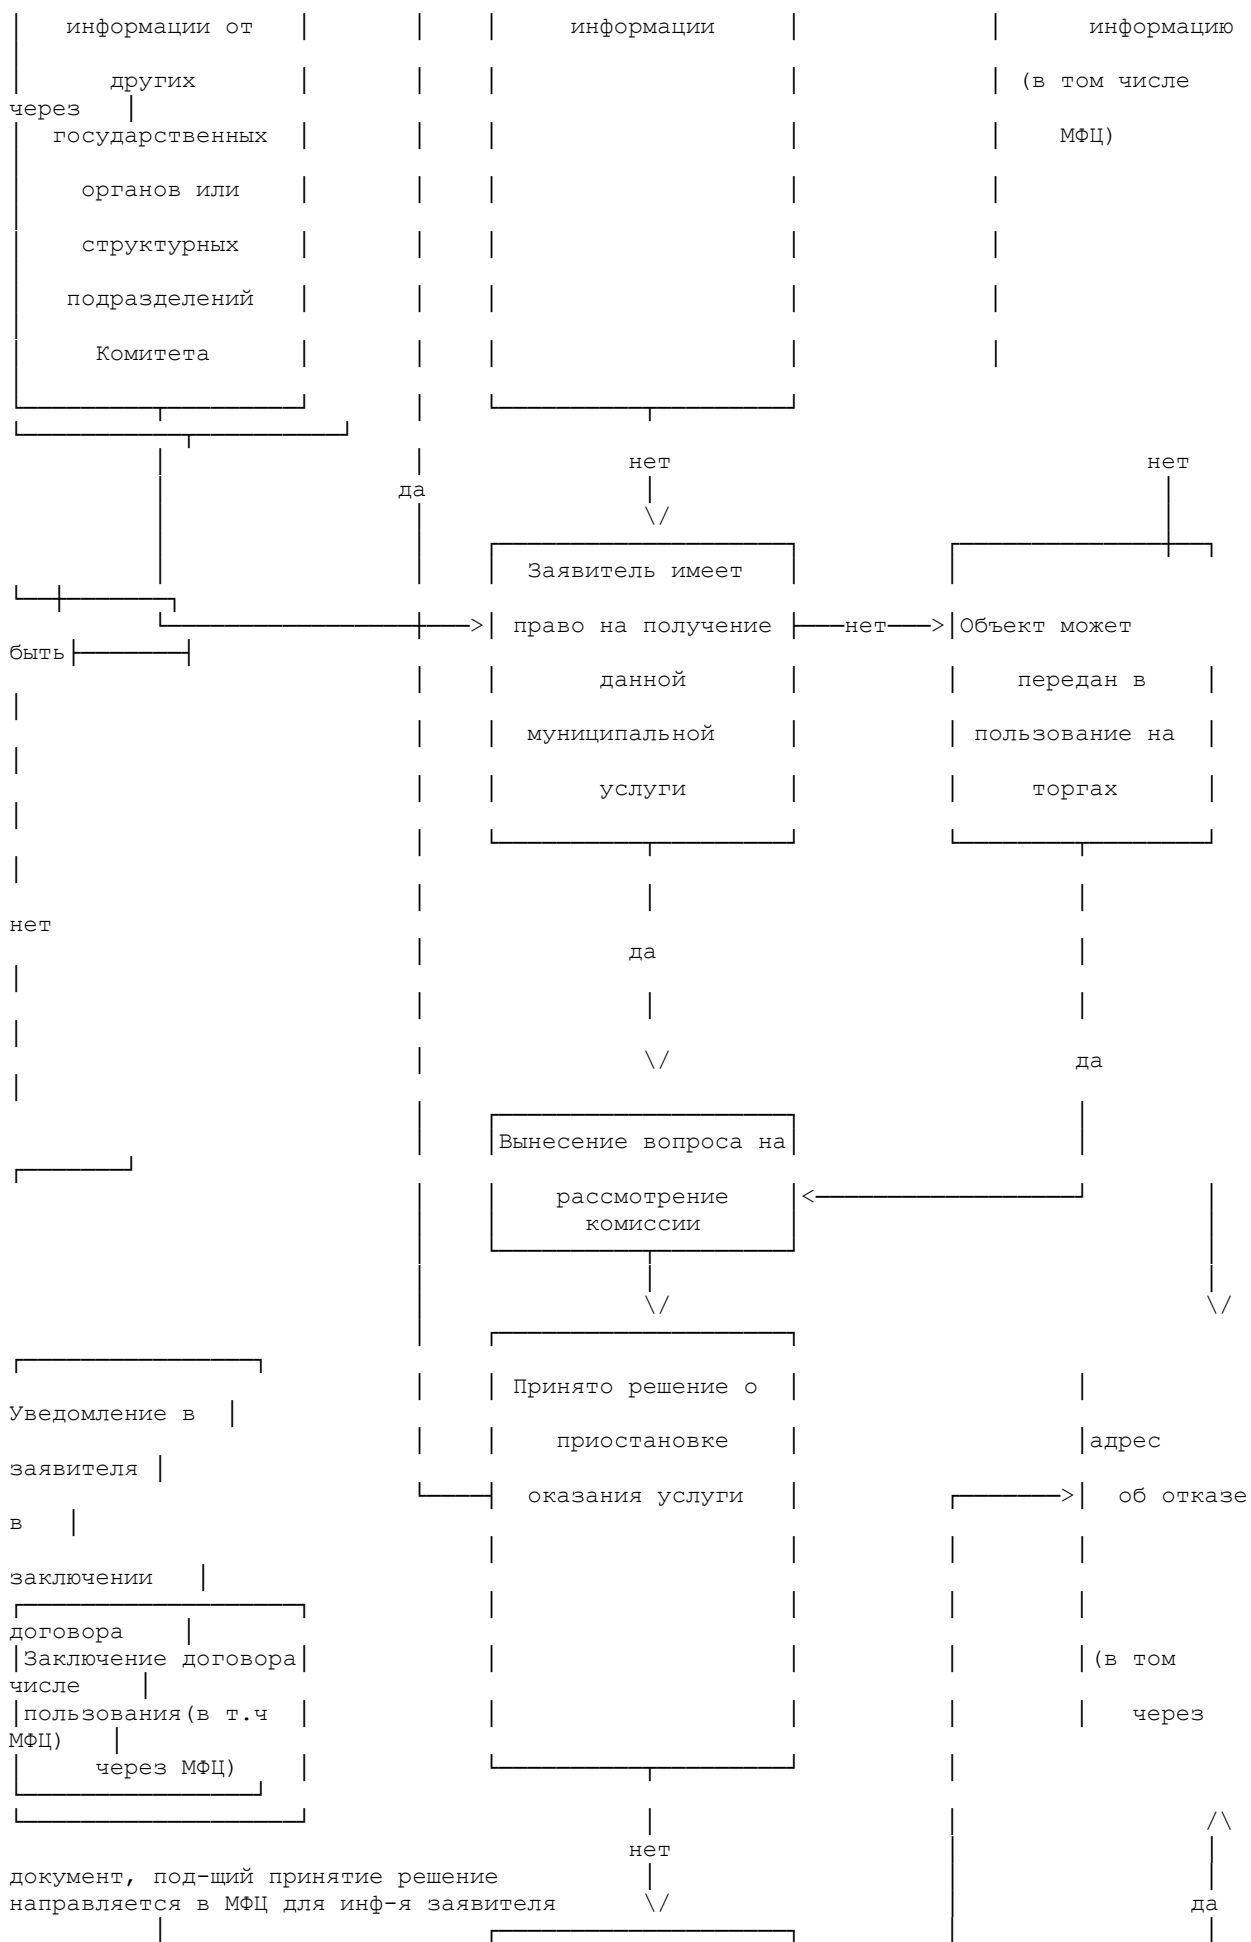 информации от информации информацию
других (в том числе
через
государственных МФЦ)
органов или
структурных
подразделений
Комитета
нет нет
да
\/
Заявитель имеет
> право на получение нет > Объект может
быть
данной передан в
муниципальной пользование на
услуги торгах
нет
да
\/ да
Вынесение вопроса на
рассмотрение <
комиссии
\/ \/
Принято решение о
Уведомление в
приостановке адрес
заявителя
оказания услуги > об отказе
в
заключении
договора
Заключение договора (в том
числе
пользования(в т.ч через
МФЦ)
через МФЦ)
/\
нет
документ, под-щий принятие решение
направляется в МФЦ для инф-я заявителя \/ да